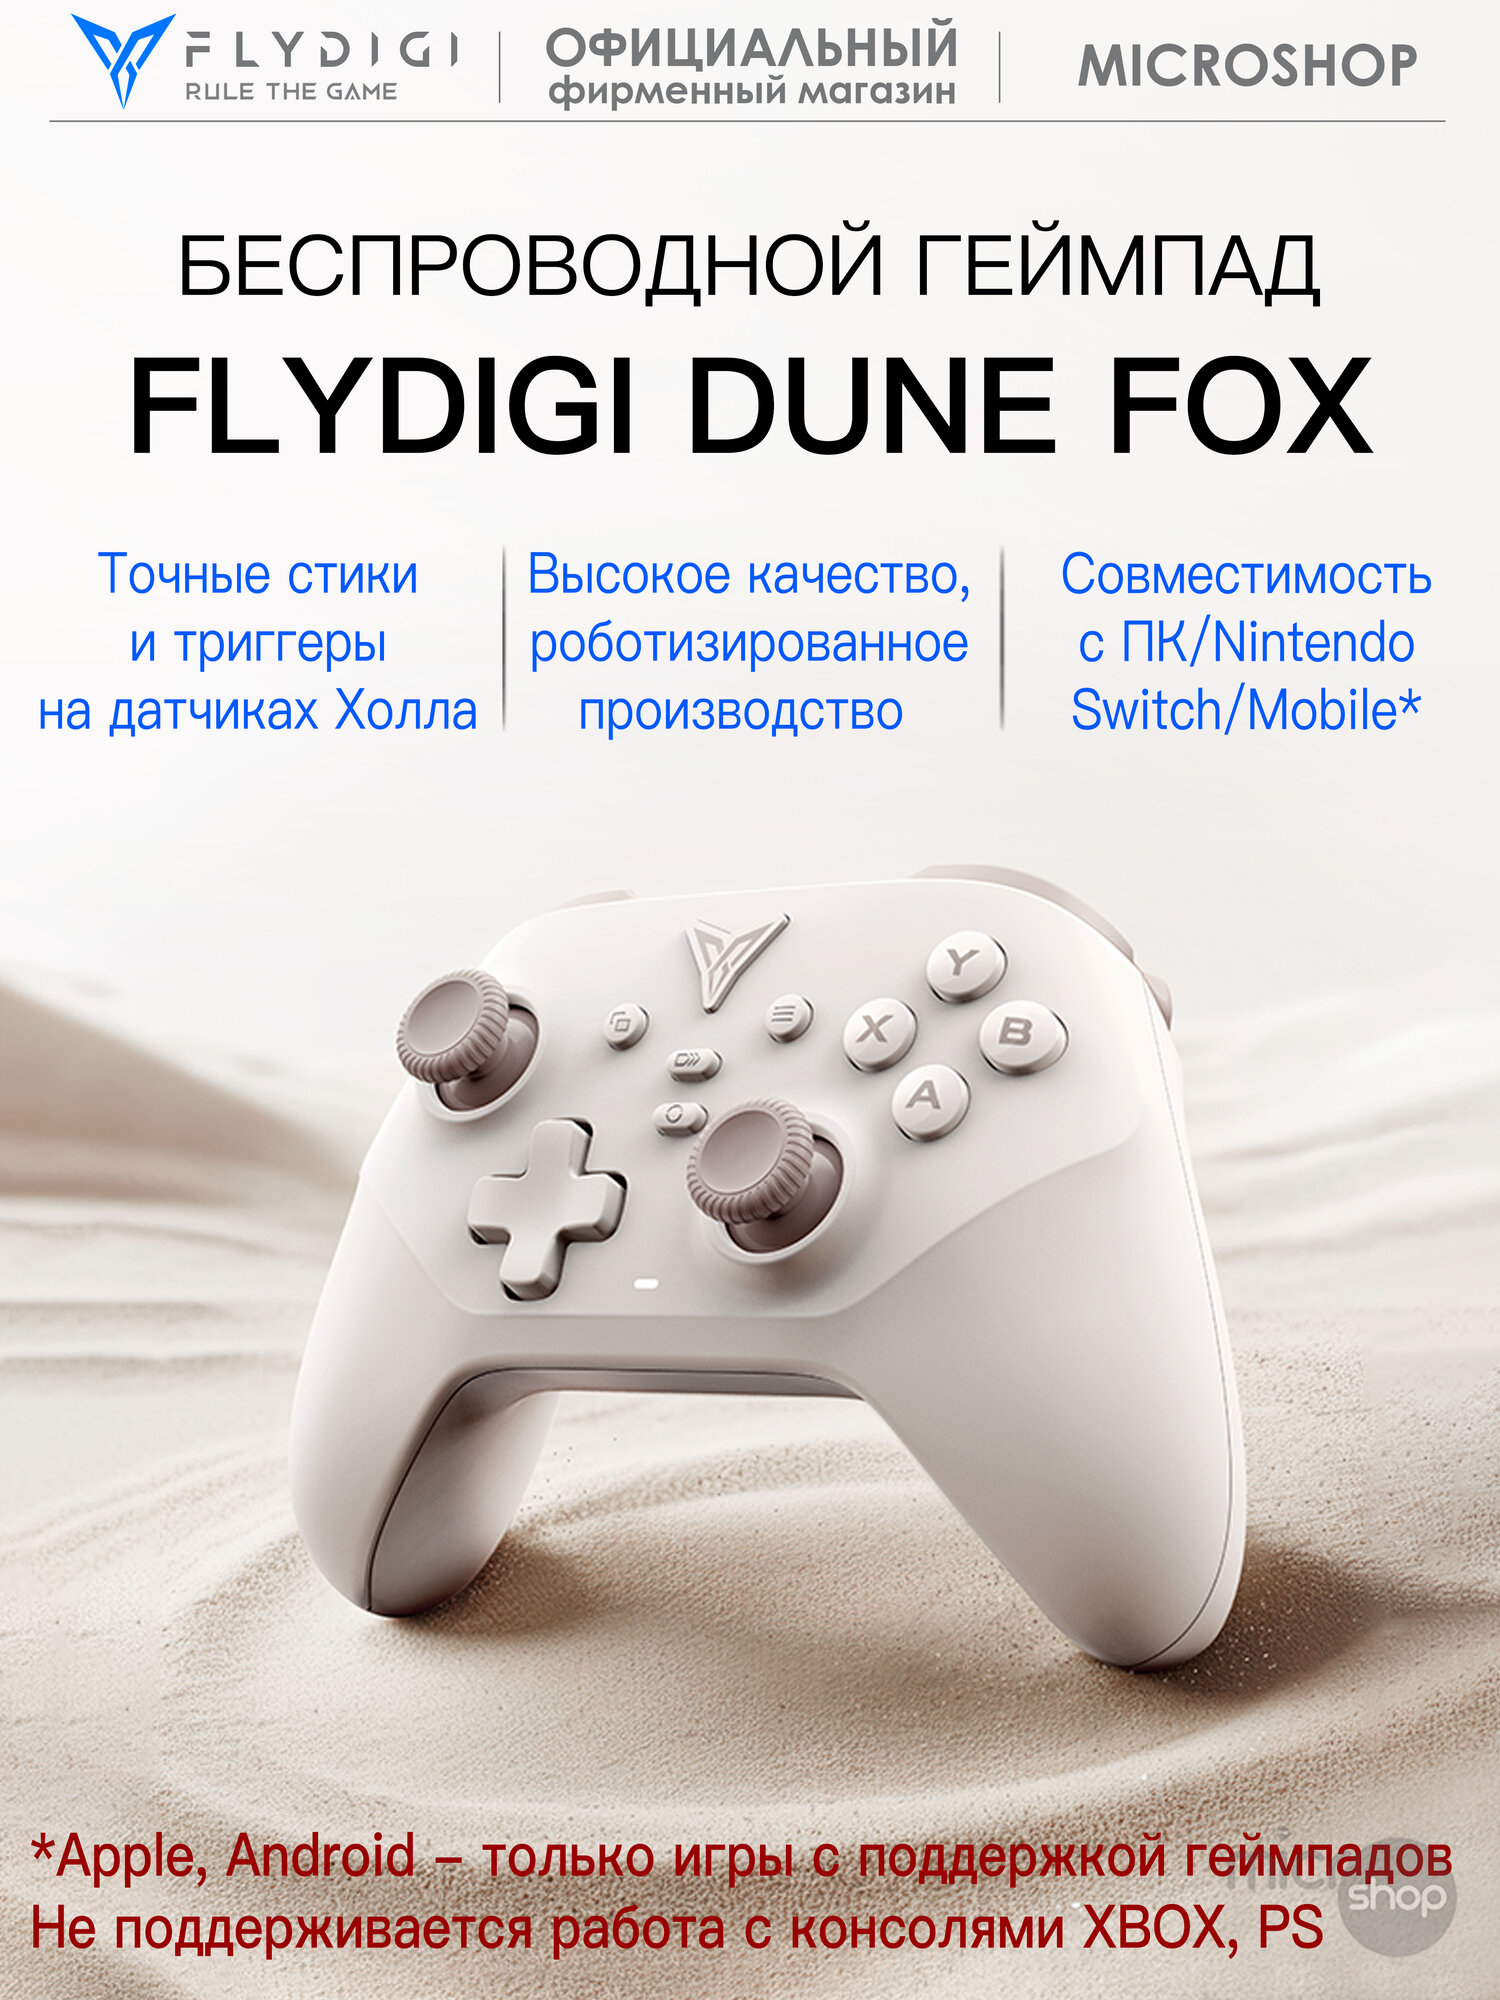 FLYDIGI
RULE THE GAME
ОФИЦИАЛЬНЫЙ
фирменный магазин
MICROSHOP
БЕСПРОВОДНОЙ ГЕЙМПАД
FLYDIGI DUNE FOX
Точные стики
и триггеры
на датчиках Холла
Высокое качество,
роботизированное
производство
Совместимость
с ПК/Nintendo
Switch/Mobile*
Y
X
B
A
*Apple, Android – только игры с поддержкой геймпадов
Не поддерживается работа с консолями XBOX, PS
shop